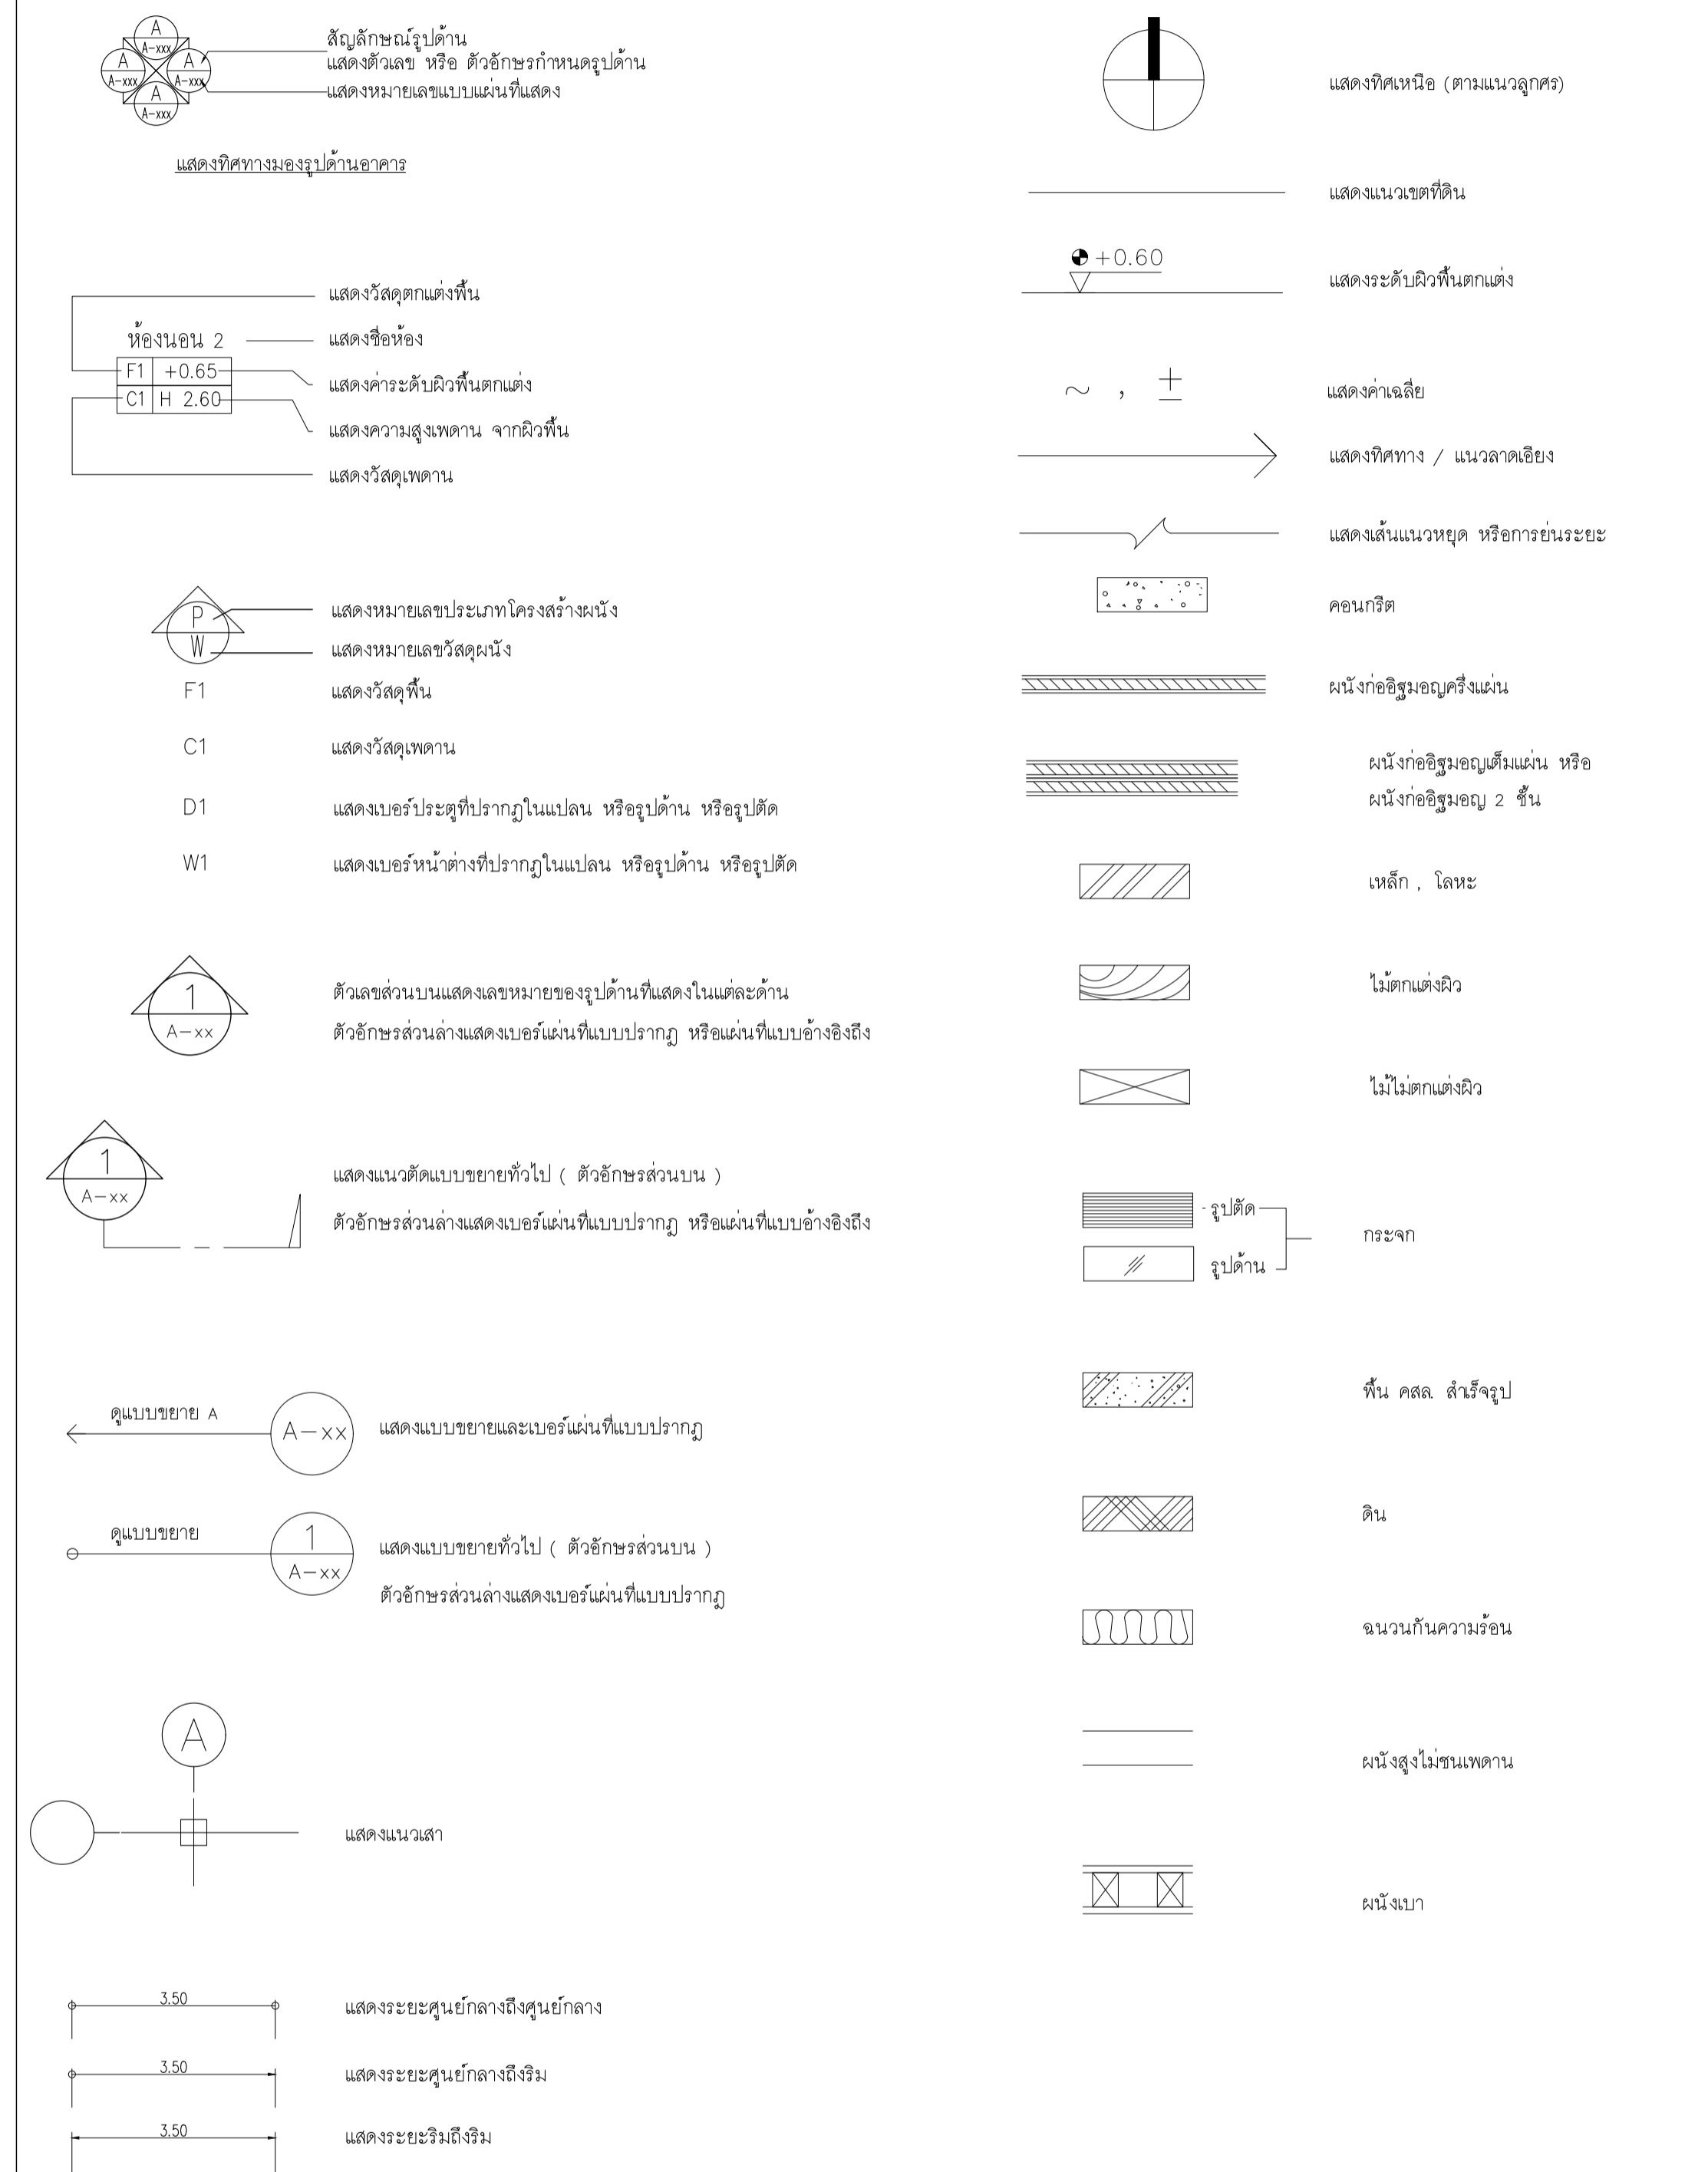 A
A-xxx
A
A-xxx
A
A-xxx
A
A-xxx
สัญลักษณ์รูปด้าน
แสดงตัวเลข หรือ ตัวอักษรกำหนดรูปด้าน
แสดงหมายเลขแบบแผ่นที่แสดง
แสดงทิศทางมองรูปด้านอาคาร
แสดงวัสดุตกแต่งพื้น
ห้องนอน 2
แสดงชื่อห้อง
F1 +0.65
แสดงค่าระดับผิวพื้นตกแต่ง
C1 H 2.60
แสดงความสูงเพดาน จากผิวพื้น
แสดงวัสดุเพดาน
P
แสดงหมายเลขประเภทโครงสร้างผนัง
W
แสดงหมายเลขวัสดุผนัง
F1 แสดงวัสดุพื้น
C1 แสดงวัสดุเพดาน
D1 แสดงเบอร์ประตูที่ปรากฎในแปลน หรือรูปด้าน หรือรูปตัด
W1 แสดงเบอร์หน้าต่างที่ปรากฎในแปลน หรือรูปด้าน หรือรูปตัด
1
A-xx
ตัวเลขส่วนบนแสดงเลขหมายของรูปด้านที่แสดงในแต่ละด้าน
ตัวอักษรส่วนล่างแสดงเบอร์แผ่นที่แบบปรากฎ หรือแผ่นที่แบบอ้างอิงถึง
1
A-xx
แสดงแนวตัดแบบขยายทั่วไป ( ตัวอักษรส่วนบน )
ตัวอักษรส่วนล่างแสดงเบอร์แผ่นที่แบบปรากฎ หรือแผ่นที่แบบอ้างอิงถึง
ดูแบบขยาย A
A-xx
แสดงแบบขยายและเบอร์แผ่นที่แบบปรากฎ
ดูแบบขยาย
1
A-xx
แสดงแบบขยายทั่วไป ( ตัวอักษรส่วนบน )
ตัวอักษรส่วนล่างแสดงเบอร์แผ่นที่แบบปรากฎ
A
แสดงแนวเสา
3.50
แสดงระยะศูนย์กลางถึงศูนย์กลาง
3.50
แสดงระยะศูนย์กลางถึงริม
3.50
แสดงระยะริมถึงริม
แสดงทิศเหนือ (ตามแนวลูกศร)
แสดงแนวเขตที่ดิน
+0.60
แสดงระดับผิวพื้นตกแต่ง
~ , ±
แสดงค่าเฉลี่ย
แสดงทิศทาง / แนวลาดเอียง
แสดงเส้นแนวหยุด หรือการย่นระยะ
คอนกรีต
ผนังก่ออิฐมอญครึ่งแผ่น
ผนังก่ออิฐมอญเต็มแผ่น หรือ
ผนังก่ออิฐมอญ 2 ชั้น
เหล็ก , โลหะ
ไม้ตกแต่งผิว
ไม้ไม่ตกแต่งผิว
- รูปตัด
กระจก
รูปด้าน
พื้น คสล. สำเร็จรูป
ดิน
ฉนวนกันความร้อน
ผนังสูงไม่ชนเพดาน
ผนังเบา